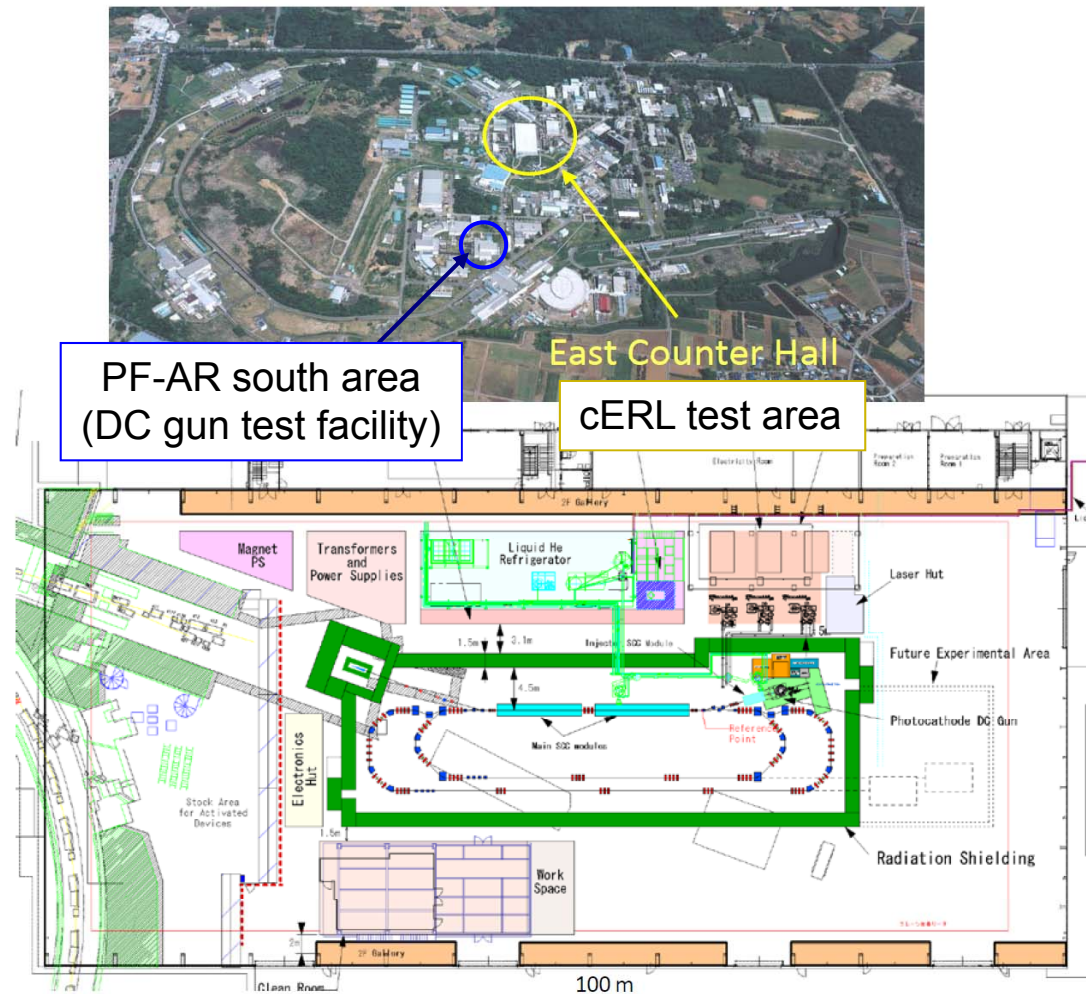 East Counter Hall
PF-AR south area
(DC gun test facility)
cERL test area
Electricity Room
Preparation
Room 2
Preparation
Room 1
2F Gallery
Magnet
PS
Transformers
and
Power Supplies
Liquid He
Refrigerator
Laser Hut
1.5m
3.1m
Injector SCC Module
Future Experimental Area
4.5m
Photocathode DC Gun
Reference
Point
Main SCC modules
Electronics
Hut
Stock Area
for Activated
Devices
1.5m
Radiation Shielding
Work
Space
2m
2F Gallery
Clean Room
100 m